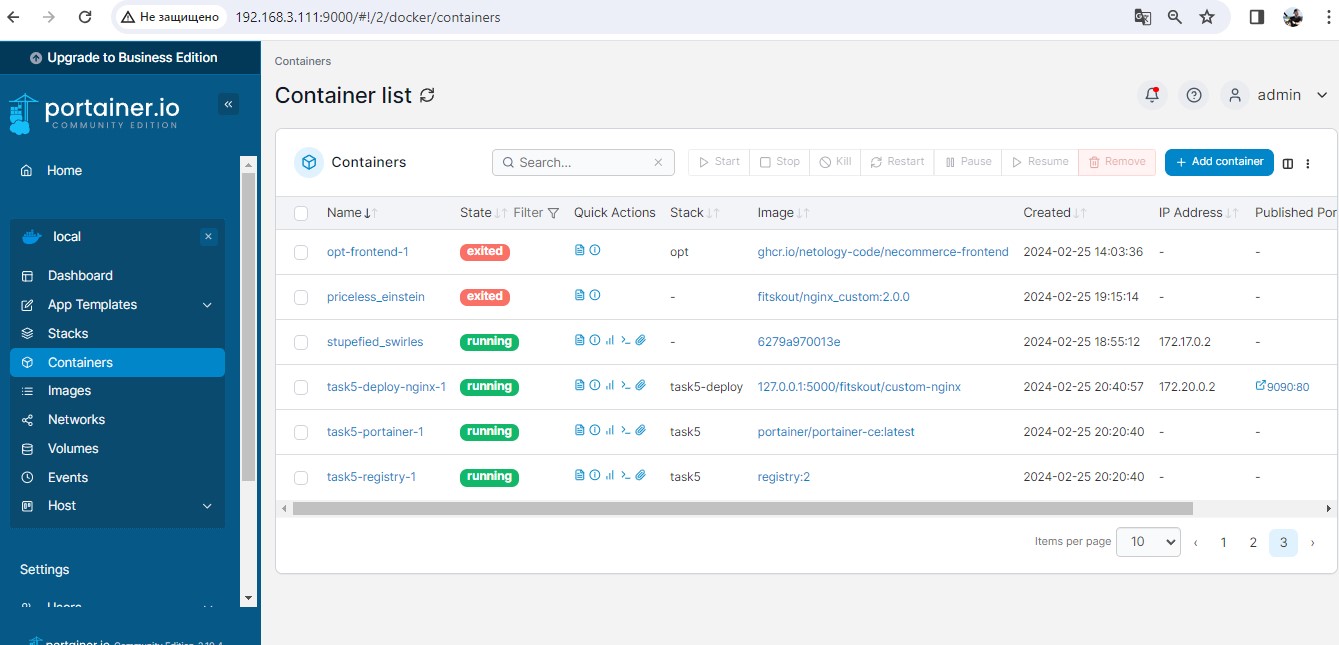 Не защищено 192.168.3.111:9000/#!/2/docker/containers
Upgrade to Business Edition
portainer.io
COMMUNITY EDITION
Home
local
Dashboard
App Templates
Stacks
Containers
Images
Networks
Volumes
Events
Host
Settings
Users
portainer.io Community Edition 2.19.4
Containers
Container list
admin
Containers Search... Start Stop Kill Restart Pause Resume Remove + Add container
Name State Filter Quick Actions Stack Image Created IP Address Published Por
opt-frontend-1 exited opt ghcr.io/netology-code/necommerce-frontend 2024-02-25 14:03:36 - -
priceless_einstein exited - fitskout/nginx_custom:2.0.0 2024-02-25 19:15:14 - -
stupefied_swirles running - 6279a970013e 2024-02-25 18:55:12 172.17.0.2 -
task5-deploy-nginx-1 running task5-deploy 127.0.0.1:5000/fitskout/custom-nginx 2024-02-25 20:40:57 172.20.0.2 9090:80
task5-portainer-1 running task5 portainer/portainer-ce:latest 2024-02-25 20:20:40 - -
task5-registry-1 running task5 registry:2 2024-02-25 20:20:40 - -
Items per page 10 ‹ 1 2 3 ›